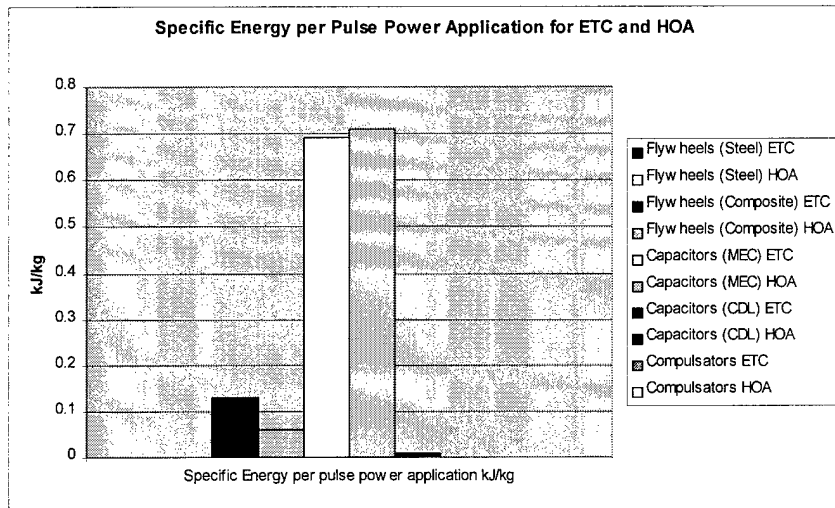 Specific Energy per Pulse Power Application for ETC and HOA
0.8
0.7
0.6
0.5
0.4
0.3
0.2
0.1
0
kJ/kg
Specific Energy per pulse power application kJ/kg
Flyw heels (Steel) ETC
Flyw heels (Steel) HOA
Flyw heels (Composite) ETC
Flyw heels (Composite) HOA
Capacitors (MEC) ETC
Capacitors (MEC) HOA
Capacitors (CDL) ETC
Capacitors (CDL) HOA
Compulsators ETC
Compulsators HOA